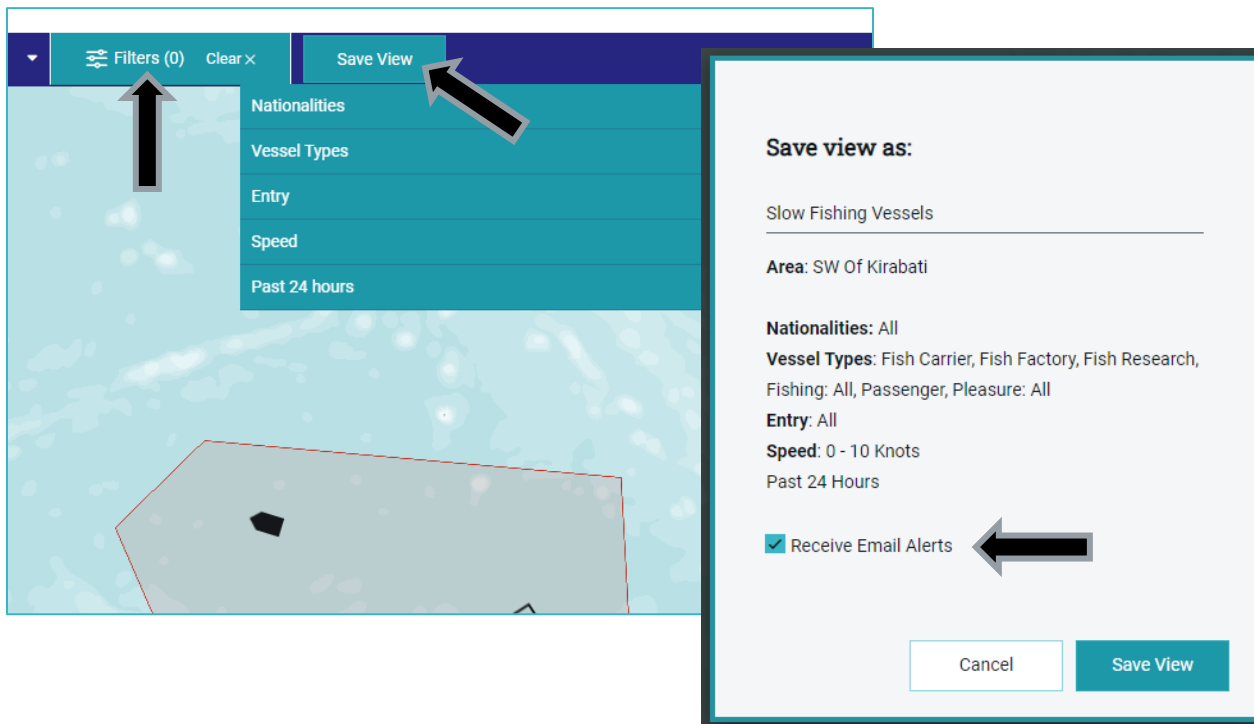 Filters (0) Clear × Save View
Nationalities
Vessel Types
Entry
Speed
Past 24 hours
Save view as:
Slow Fishing Vessels
Area: SW Of Kirabati
Nationalities: All
Vessel Types: Fish Carrier, Fish Factory, Fish Research,
Fishing: All, Passenger, Pleasure: All
Entry: All
Speed: 0 - 10 Knots
Past 24 Hours
Receive Email Alerts
Cancel Save View